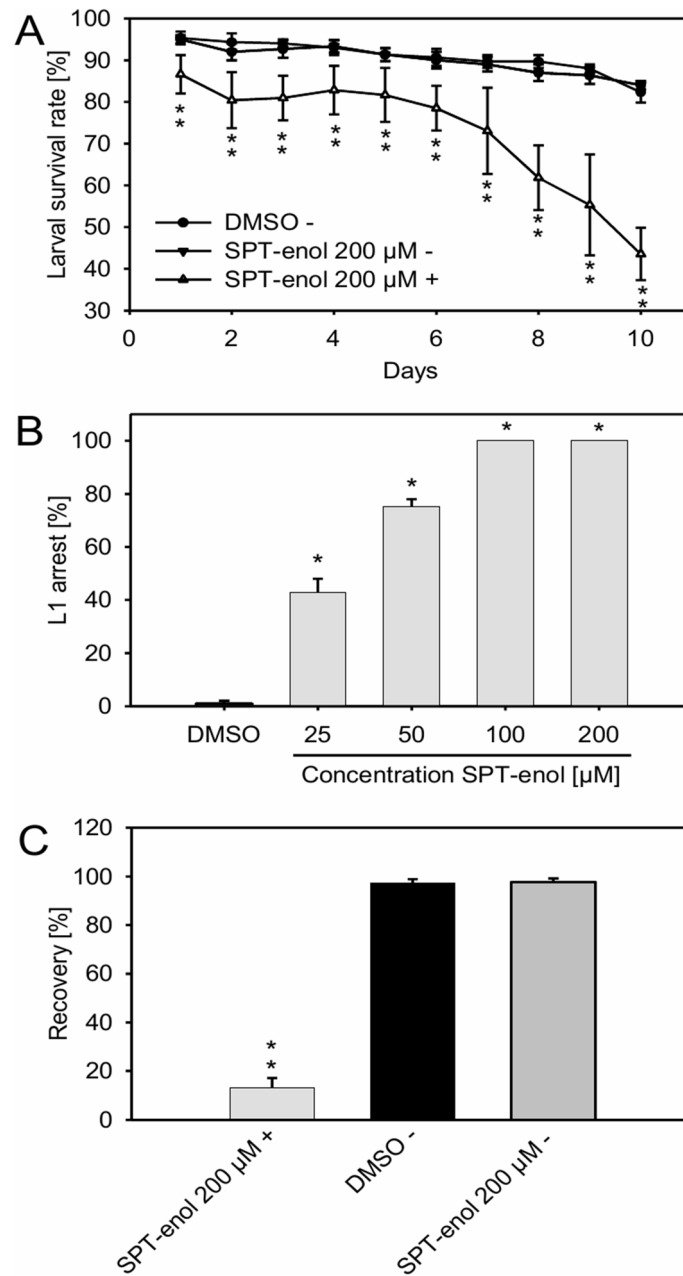 A
Larval survival rate [%]
100
90
80
70
60
50
40
30
* *
* *
* *
* *
* *
* *
* *
* *
* *
* *
DMSO -
SPT-enol 200 µM -
SPT-enol 200 µM +
0 2 4 6 8 10
Days
B
L1 arrest [%]
100
80
60
40
20
0
*
*
*
*
DMSO 25 50 100 200
Concentration SPT-enol [µM]
C
Recovery [%]
120
100
80
60
40
20
0
* *
SPT-enol 200 µM +
DMSO -
SPT-enol 200 µM -